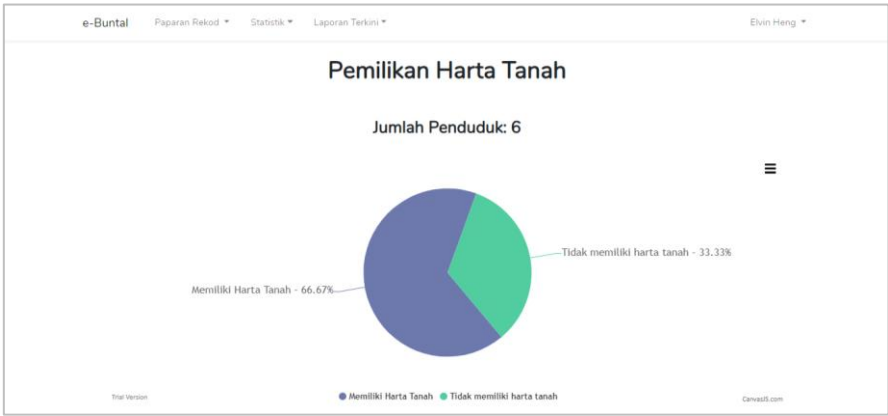 e-Buntal Paparan Rekod Statistik Laporan Terkini Elvin Heng
Pemilikan Harta Tanah
Jumlah Penduduk: 6
Tidak memiliki harta tanah - 33.33%
Memiliki Harta Tanah - 66.67%
Memiliki Harta Tanah Tidak memiliki harta tanah
Trial Version CanvasJS.com